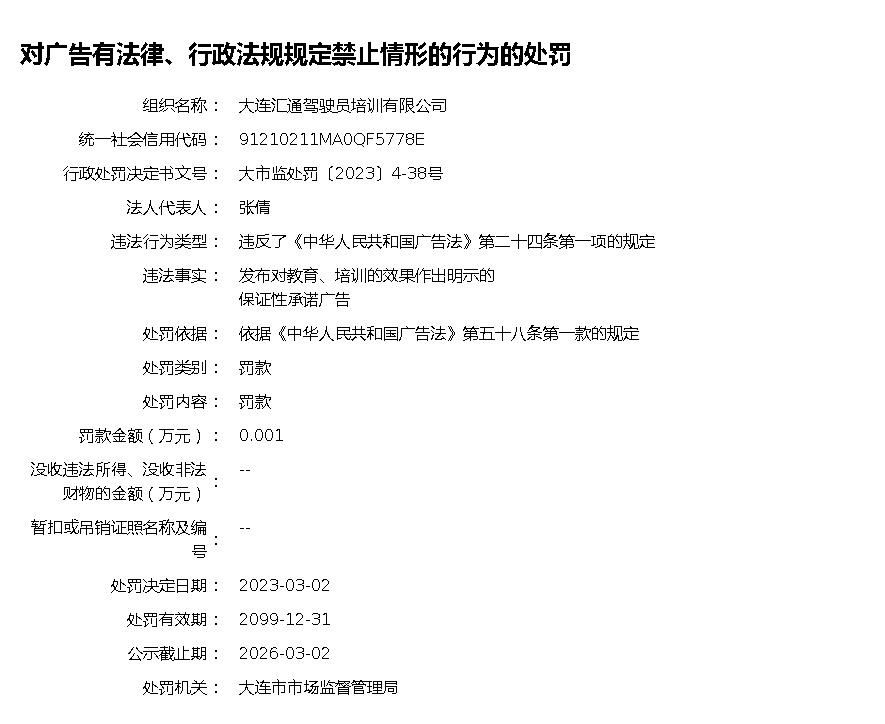 对广告有法律、行政法规规定禁止情形的行为的处罚
组织名称： 大连汇通驾驶员培训有限公司
统一社会信用代码： 91210211MA0QF5778E
行政处罚决定书文号： 大市监处罚〔2023〕4-38号
法人代表人： 张倩
违法行为类型： 违反了《中华人民共和国广告法》第二十四条第一项的规定
违法事实： 发布对教育、培训的效果作出明示的
保证性承诺广告
处罚依据： 依据《中华人民共和国广告法》第五十八条第一款的规定
处罚类别： 罚款
处罚内容： 罚款
罚款金额（万元）： 0.001
没收违法所得、没收非法
财物的金额（万元）： --
暂扣或吊销证照名称及编
号： --
处罚决定日期： 2023-03-02
处罚有效期： 2099-12-31
公示截止期： 2026-03-02
处罚机关： 大连市市场监督管理局